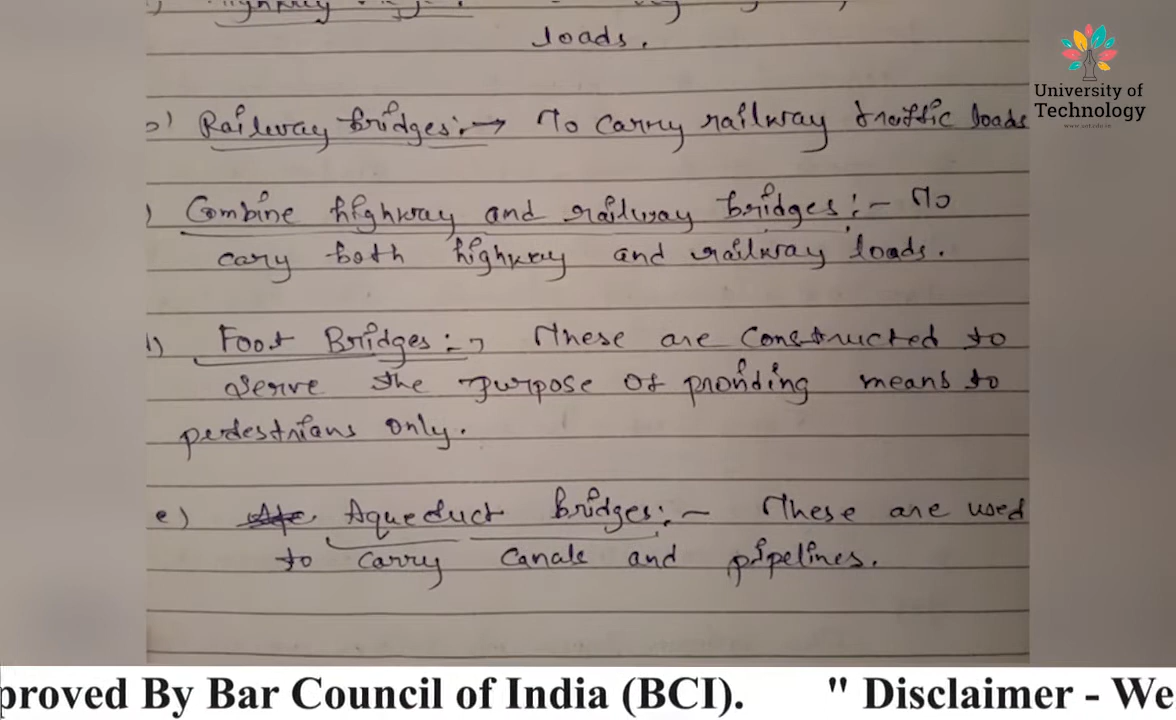 loads.
b) Railway bridges:→ To carry railway traffic loads
) Combine highway and railway bridges:- To
cary both highway and railway loads.
d) Foot Bridges:→ These are constructed to
serve the purpose of providing means to
pedestrians only.
e) Aqueduct bridges:- These are used
to carry canals and pipelines.
University of
Technology
proved By Bar Council of India (BCI). " Disclaimer - We